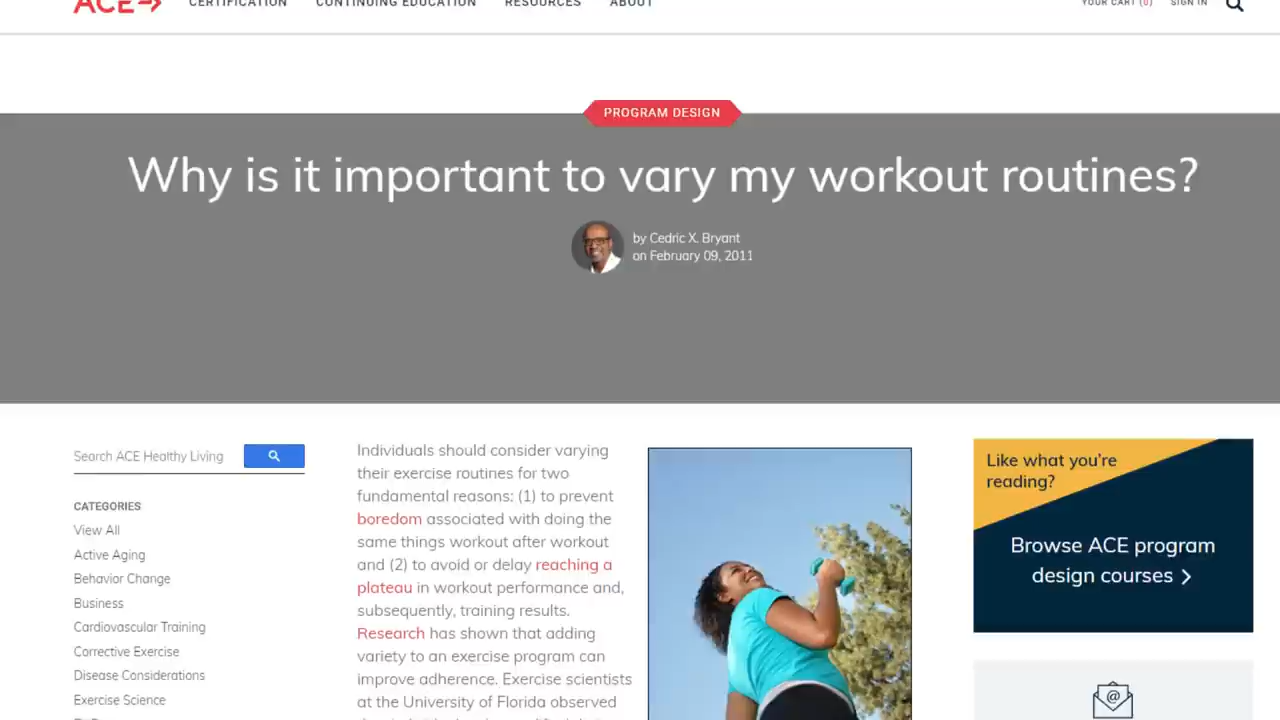 ACE
CERTIFICATION CONTINUING EDUCATION RESOURCES ABOUT
YOUR CART (0) SIGN IN
PROGRAM DESIGN
Why is it important to vary my workout routines?
by Cedric X. Bryant
on February 09, 2011
Search ACE Healthy Living
CATEGORIES
View All
Active Aging
Behavior Change
Business
Cardiovascular Training
Corrective Exercise
Disease Considerations
Exercise Science
Individuals should consider varying
their exercise routines for two
fundamental reasons: (1) to prevent
boredom associated with doing the
same things workout after workout
and (2) to avoid or delay reaching a
plateau in workout performance and,
subsequently, training results.
Research has shown that adding
variety to an exercise program can
improve adherence. Exercise scientists
at the University of Florida observed
Like what you're
reading?
Browse ACE program
design courses